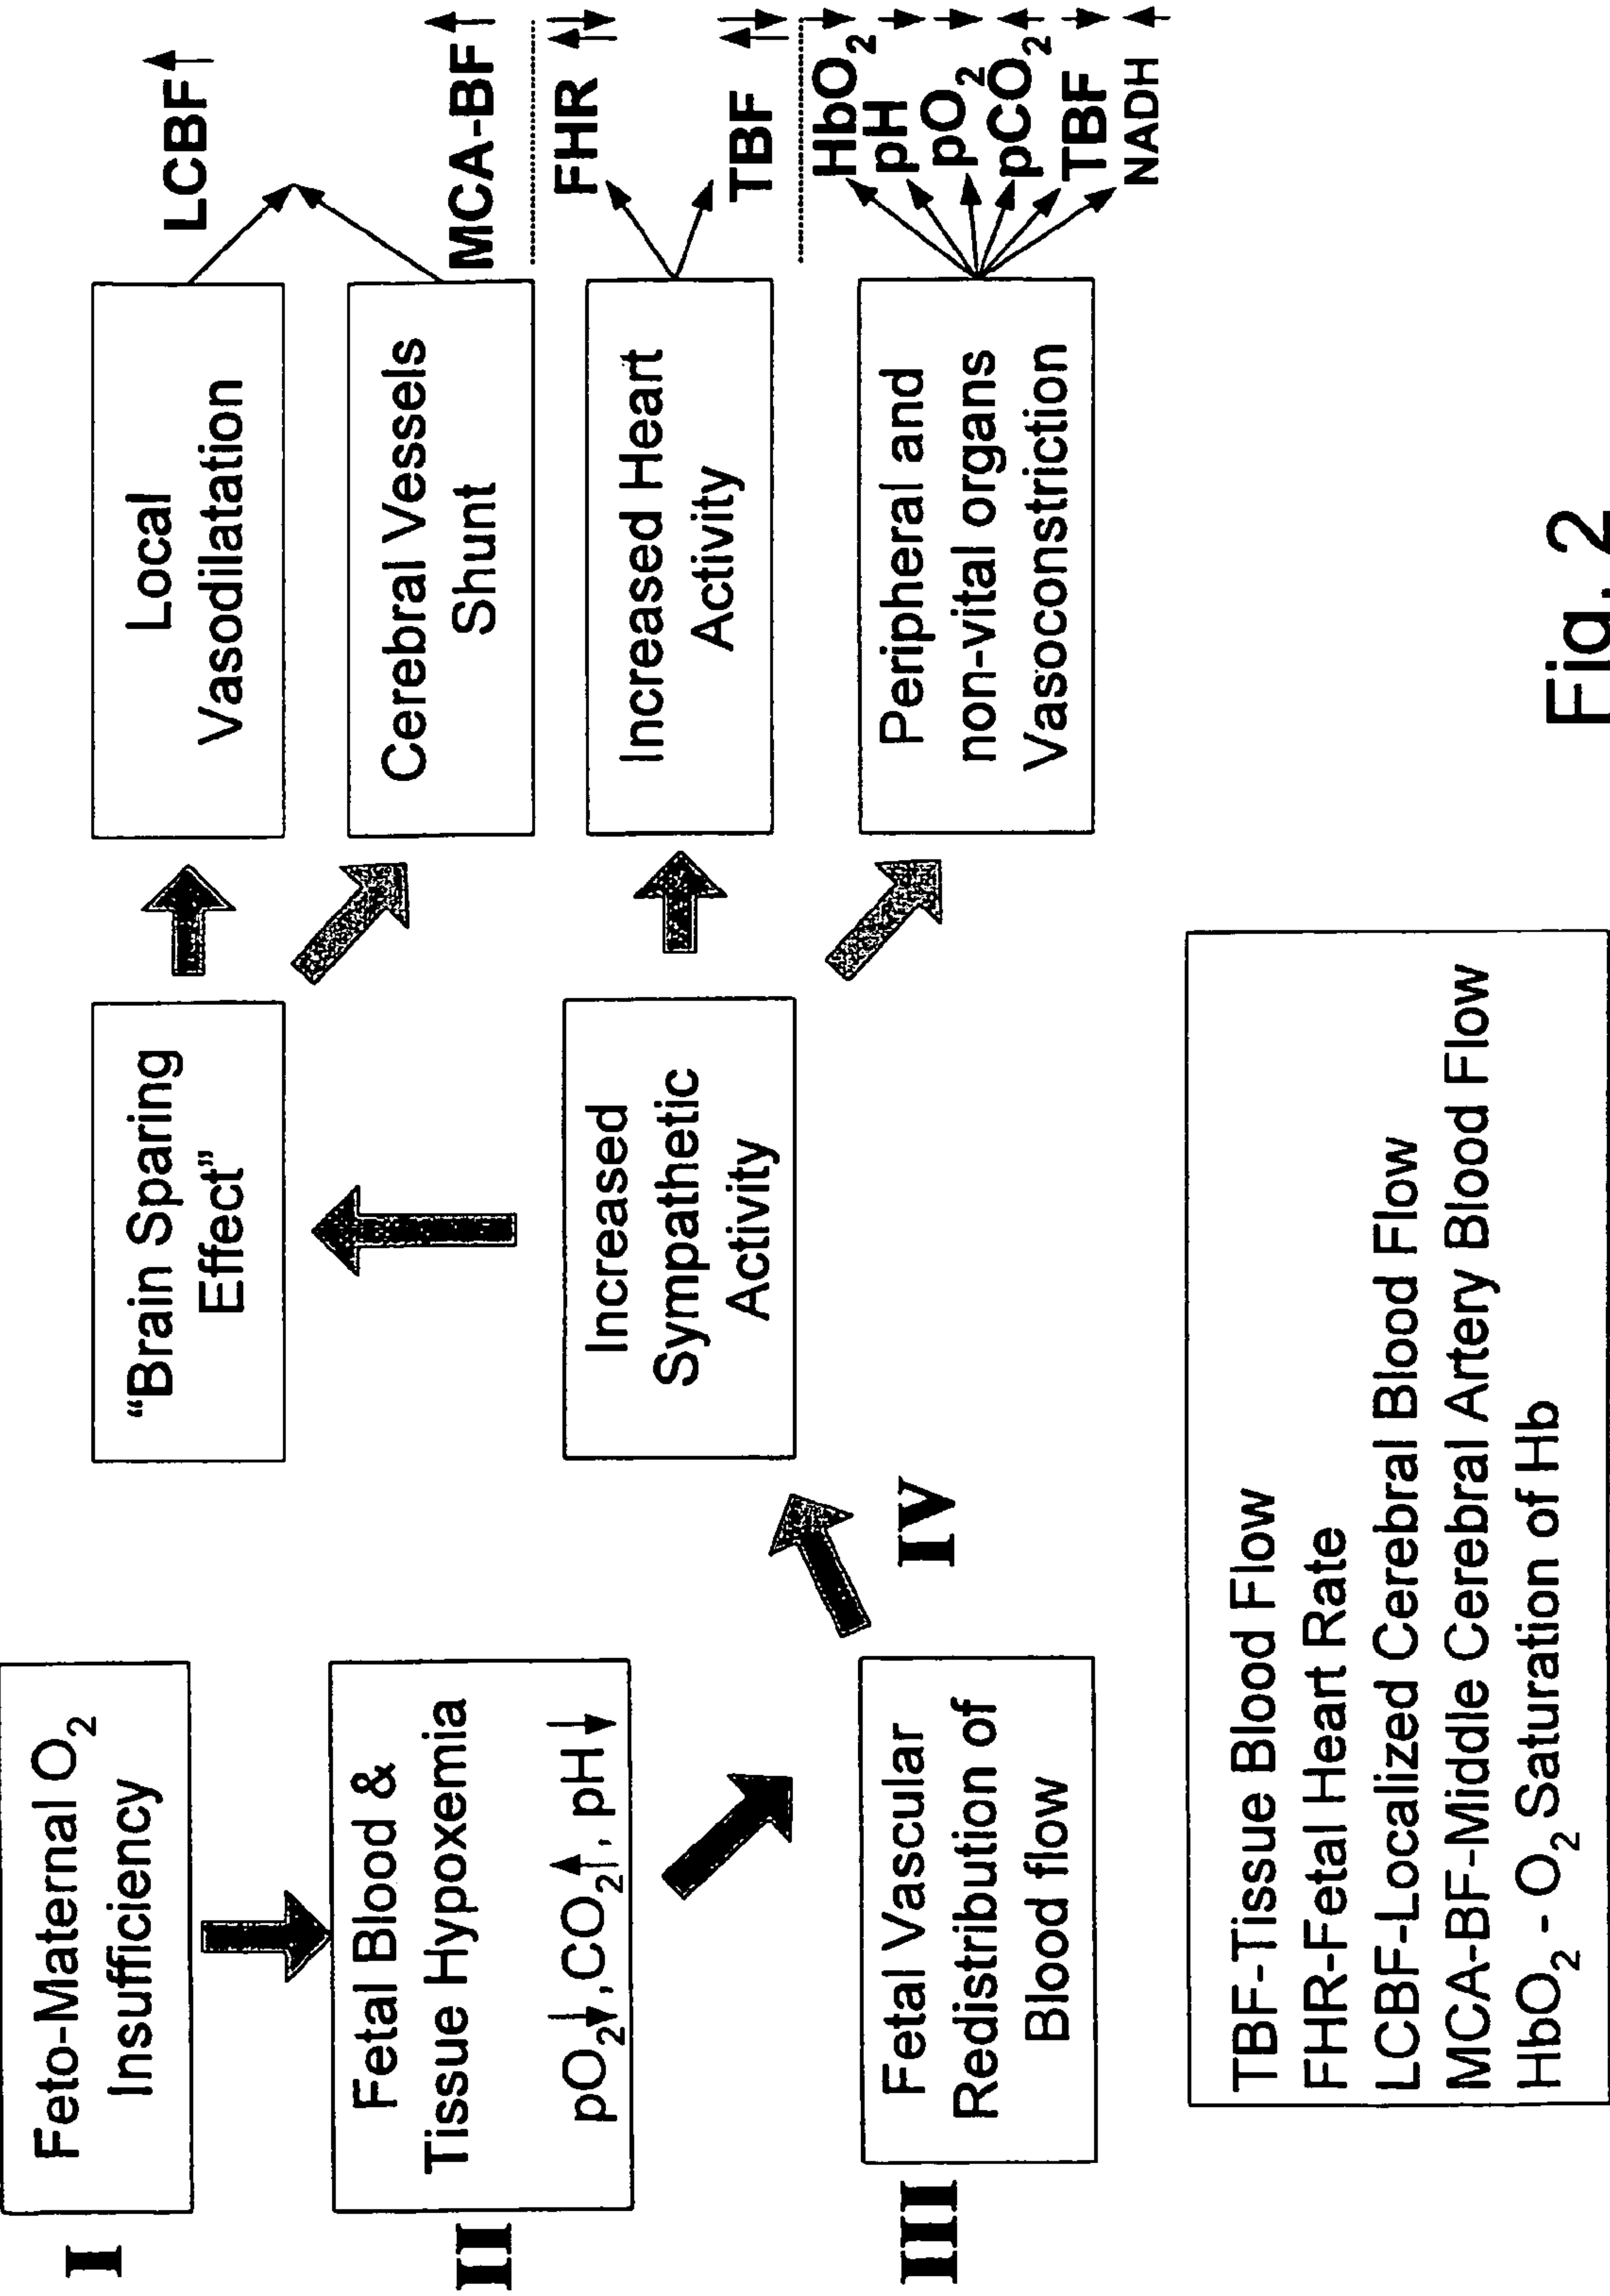 I
Feto-Maternal O₂
Insufficiency
II
Fetal Blood &
Tissue Hypoxemia
pO₂↓, CO₂↑, pH↓
III
Fetal Vascular
Redistribution of
Blood flow
IV
“Brain Sparing
Effect”
Increased
Sympathetic
Activity
Local
Vasodilatation
Cerebral Vessels
Shunt
Increased Heart
Activity
Peripheral and
non-vital organs
Vasoconstriction
LCBF↑
MCA-BF↑
FHR↑↓
TBF↑↓
HbO₂↓
pH↓
pO₂↓
pCO₂↑
TBF↓
NADH↑
TBF-Tissue Blood Flow
FHR-Fetal Heart Rate
LCBF-Localized Cerebral Blood Flow
MCA-BF-Middle Cerebral Artery Blood Flow
HbO₂ - O₂ Saturation of Hb
Fig. 2